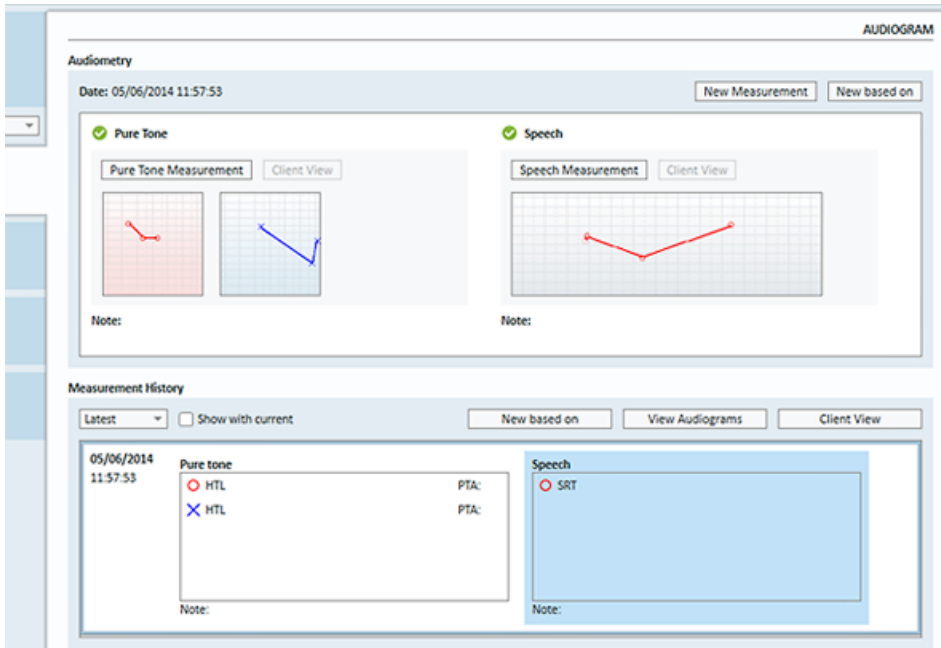 AUDIOGRAM
Audiometry
Date: 05/06/2014 11:57:53 New Measurement New based on
Pure Tone Speech
Pure Tone Measurement Client View Speech Measurement Client View
Note: Note:
Measurement History
Latest Show with current New based on View Audiograms Client View
05/06/2014 Pure tone Speech
11:57:53 HTL PTA: SRT
HTL PTA:
Note: Note: